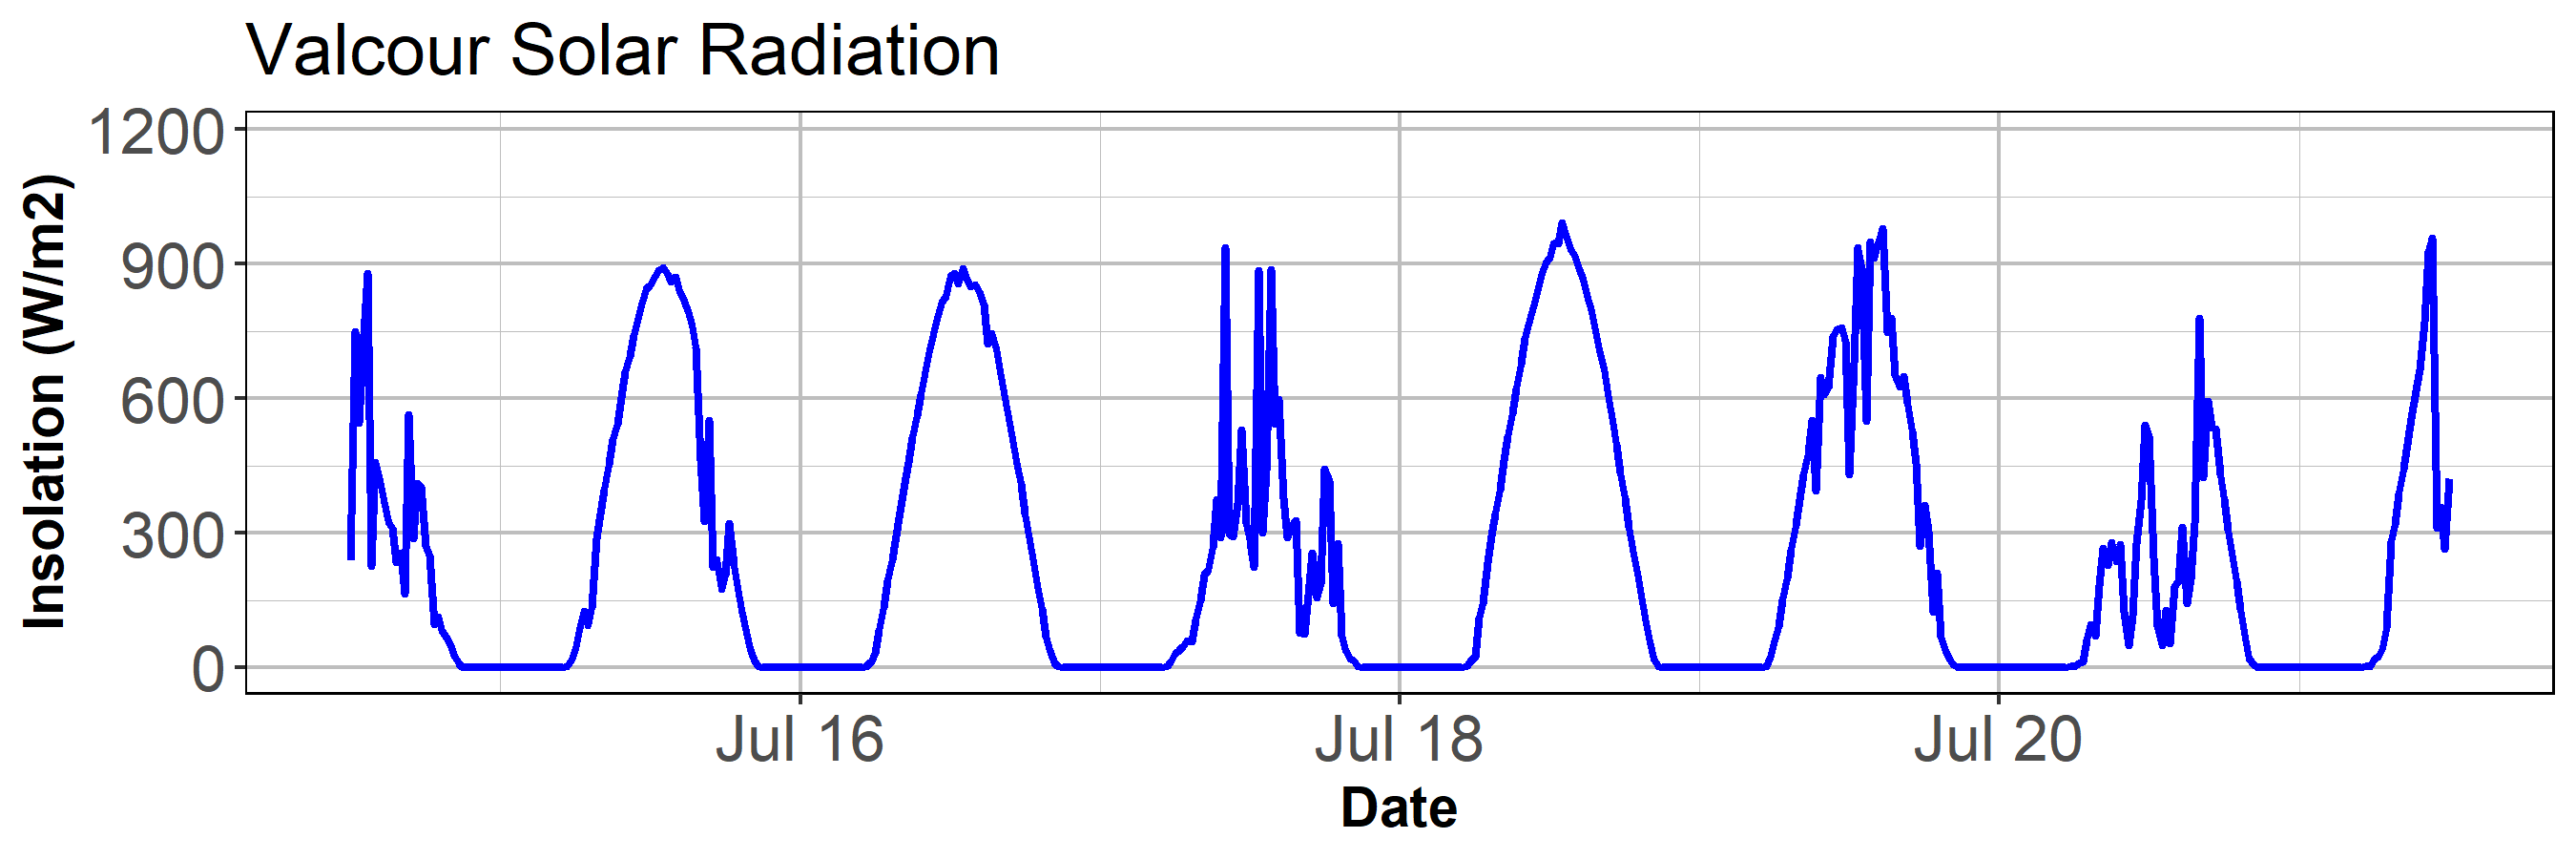 Valcour Solar Radiation
1200
900
600
300
0
Insolation (W/m2)
Jul 16
Jul 18
Jul 20
Date